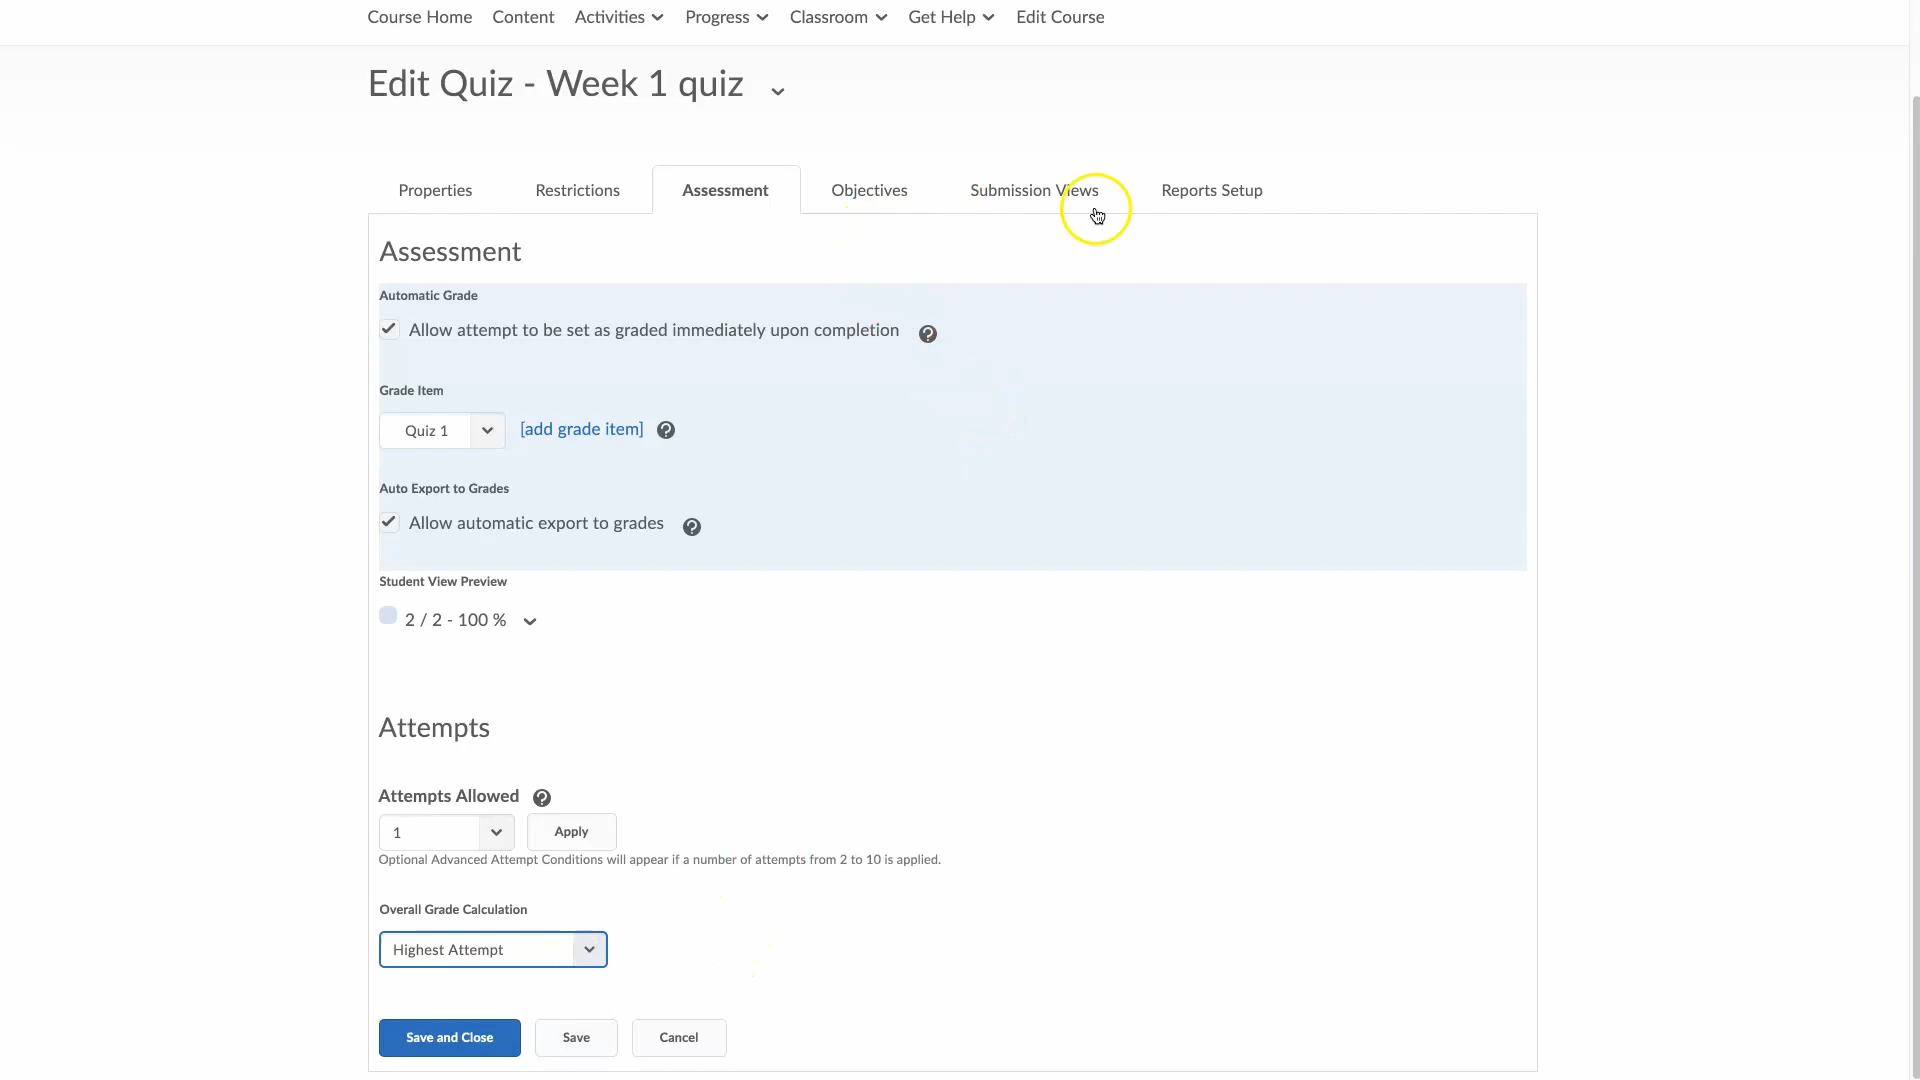 Course Home Content Activities Progress Classroom Get Help Edit Course
Edit Quiz - Week 1 quiz
Properties Restrictions Assessment Objectives Submission Views Reports Setup
Assessment
Automatic Grade
Allow attempt to be set as graded immediately upon completion
Grade Item
Quiz 1 [add grade item]
Auto Export to Grades
Allow automatic export to grades
Student View Preview
2 / 2 - 100 %
Attempts
Attempts Allowed
1 Apply
Optional Advanced Attempt Conditions will appear if a number of attempts from 2 to 10 is applied.
Overall Grade Calculation
Highest Attempt
Save and Close Save Cancel